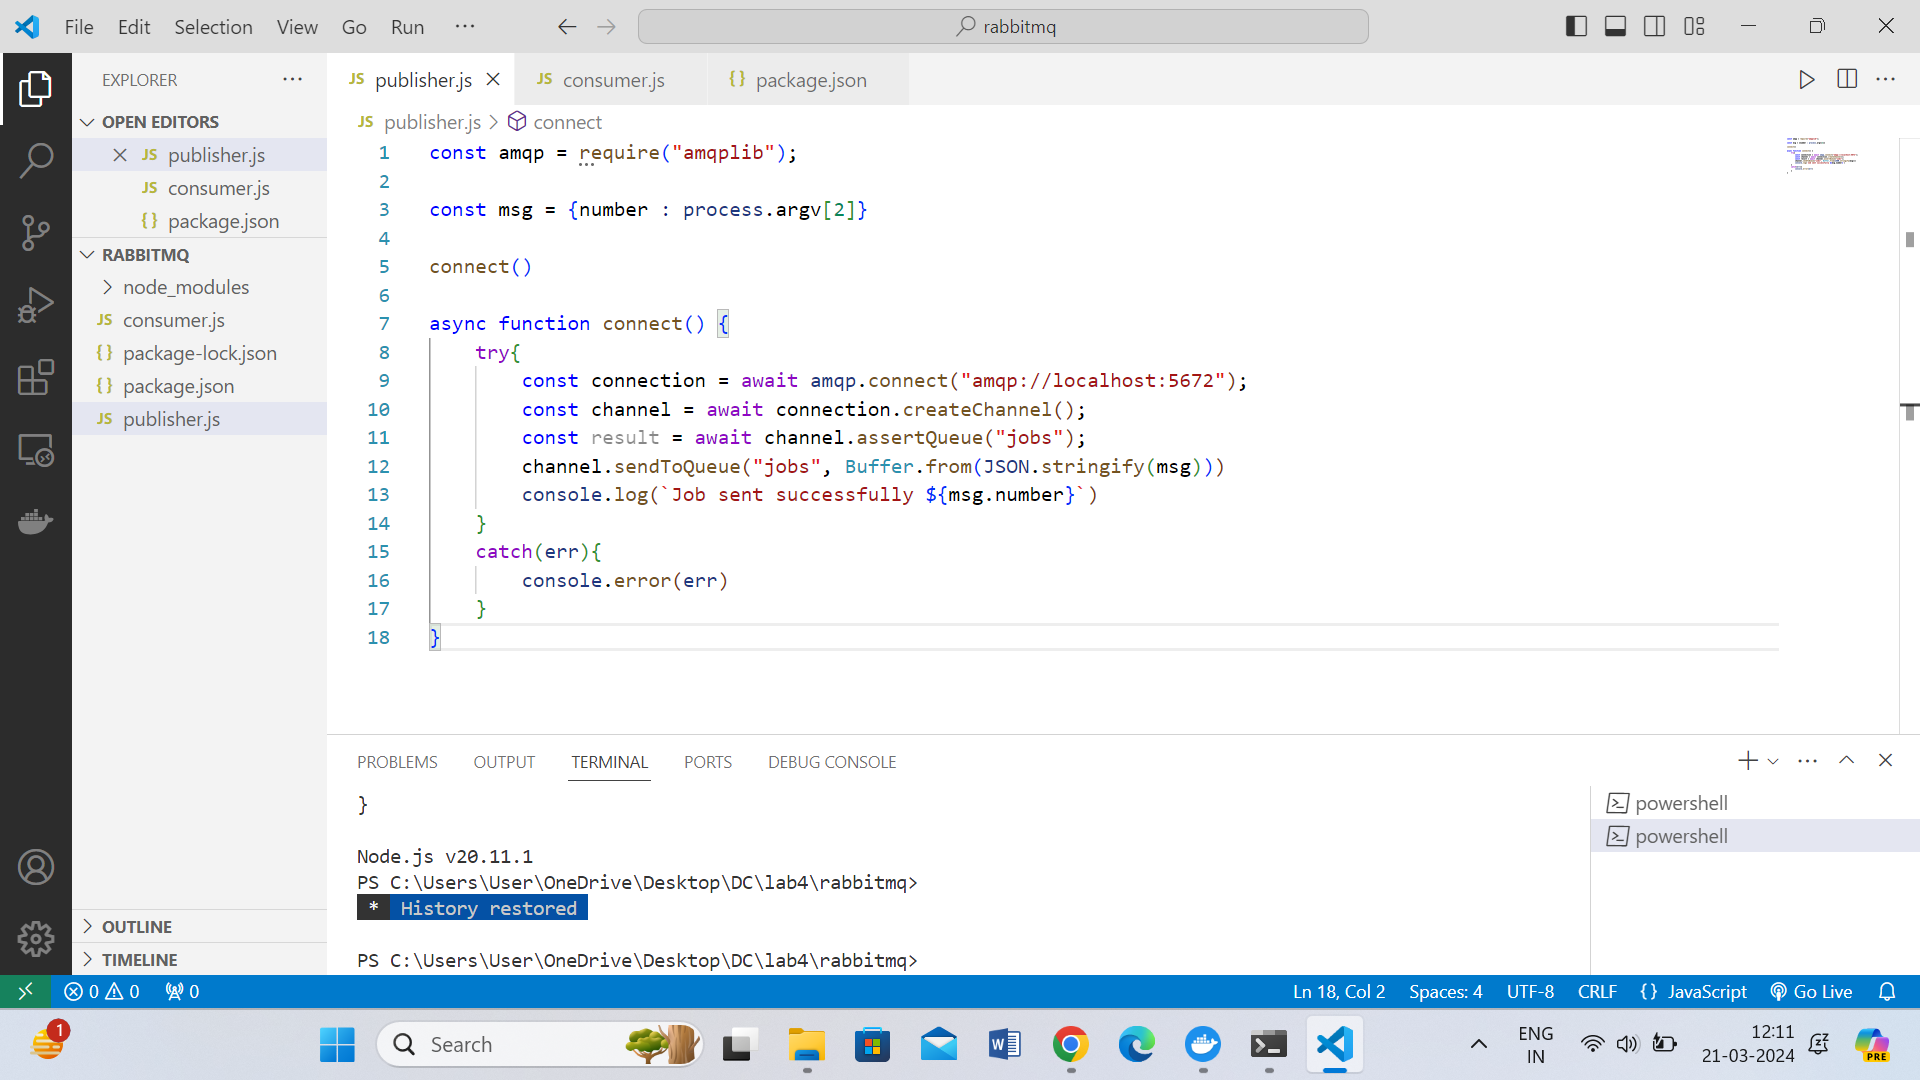 File Edit Selection View Go Run ···
rabbitmq
EXPLORER
OPEN EDITORS
JS publisher.js
JS consumer.js
{} package.json
RABBITMQ
node_modules
JS consumer.js
{} package-lock.json
{} package.json
JS publisher.js
OUTLINE
TIMELINE
JS publisher.js JS consumer.js {} package.json
JS publisher.js > connect
1 const amqp = require("amqplib");
2
3 const msg = {number : process.argv[2]}
4
5 connect()
6
7 async function connect() {
8 try{
9 const connection = await amqp.connect("amqp://localhost:5672");
10 const channel = await connection.createChannel();
11 const result = await channel.assertQueue("jobs");
12 channel.sendToQueue("jobs", Buffer.from(JSON.stringify(msg)))
13 console.log(`Job sent successfully ${msg.number}`)
14 }
15 catch(err){
16 console.error(err)
17 }
18 }
PROBLEMS OUTPUT TERMINAL PORTS DEBUG CONSOLE
}
Node.js v20.11.1
PS C:\Users\User\OneDrive\Desktop\DC\lab4\rabbitmq>
* History restored
PS C:\Users\User\OneDrive\Desktop\DC\lab4\rabbitmq>
powershell
powershell
0 0 0 Ln 18, Col 2 Spaces: 4 UTF-8 CRLF {} JavaScript Go Live
1
Search
W
ENG
IN
12:11
21-03-2024
PRE